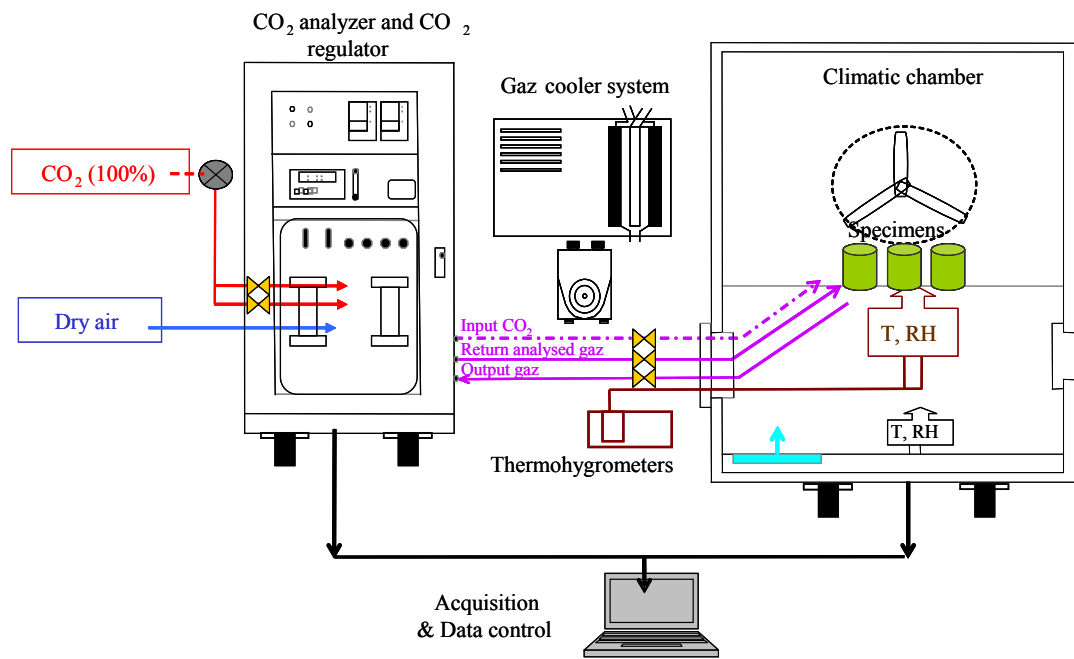 CO2 analyzer and CO 2
regulator
Gaz cooler system
Climatic chamber
CO2 (100%)
Specimens
Dry air
Input CO2
T, RH
Return analysed gaz
Output gaz
T, RH
Thermohygrometers
Acquisition
& Data control